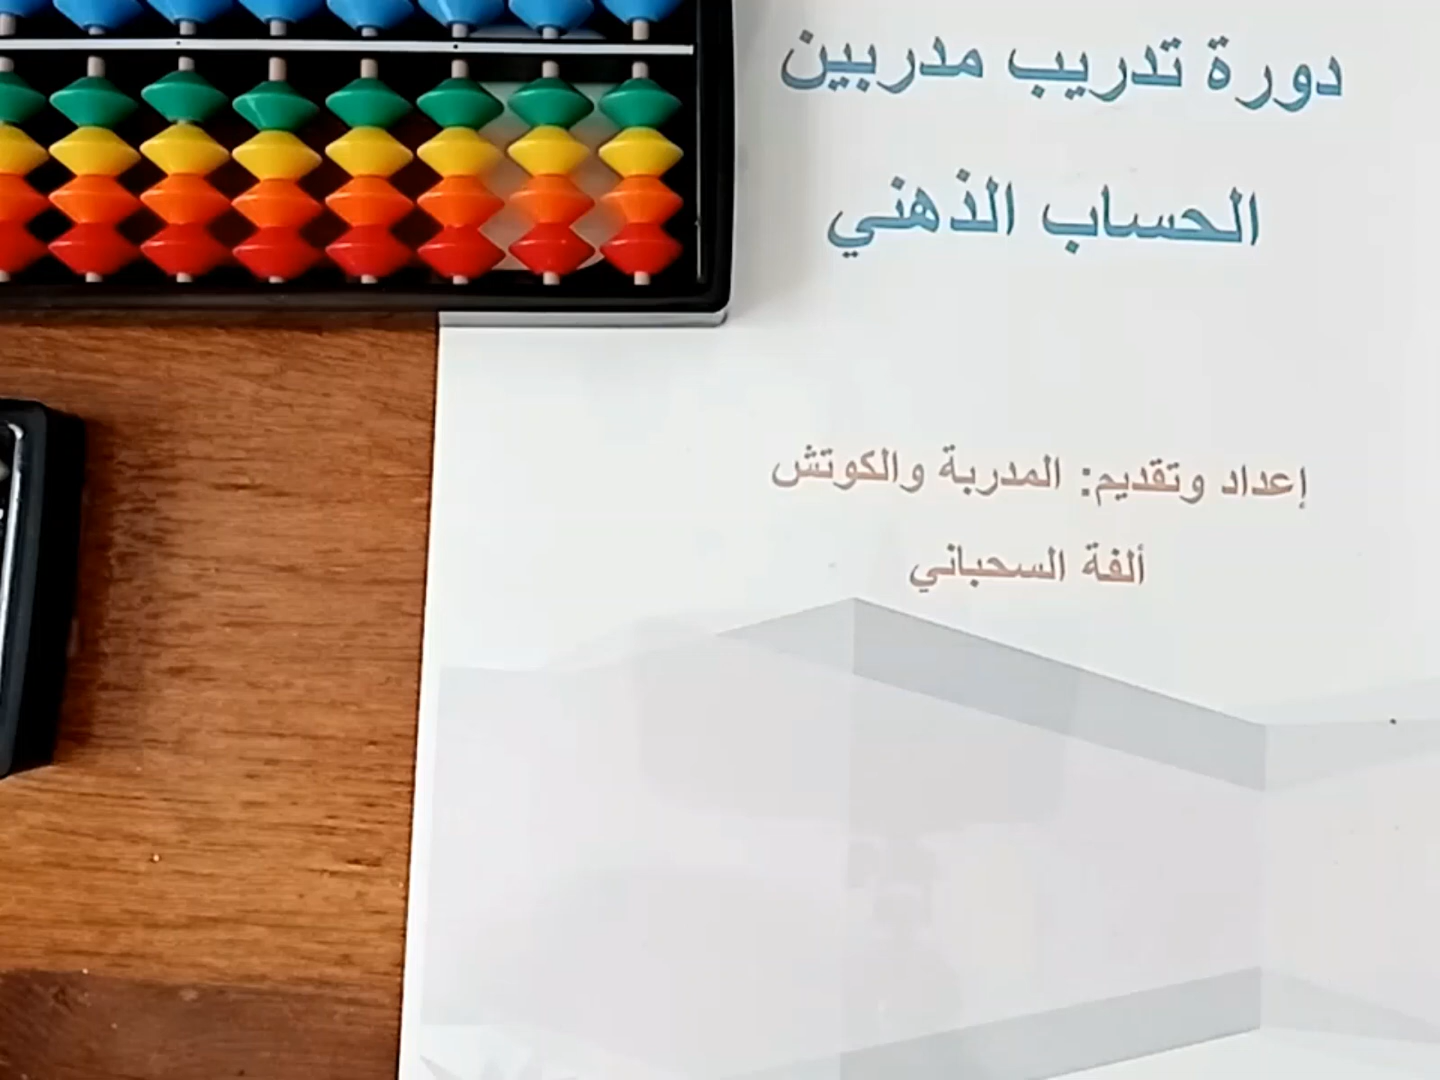 دورة تدريب مدربين
الحساب الذهني
إعداد وتقديم: المدربة والكوتش
ألفة السحباني